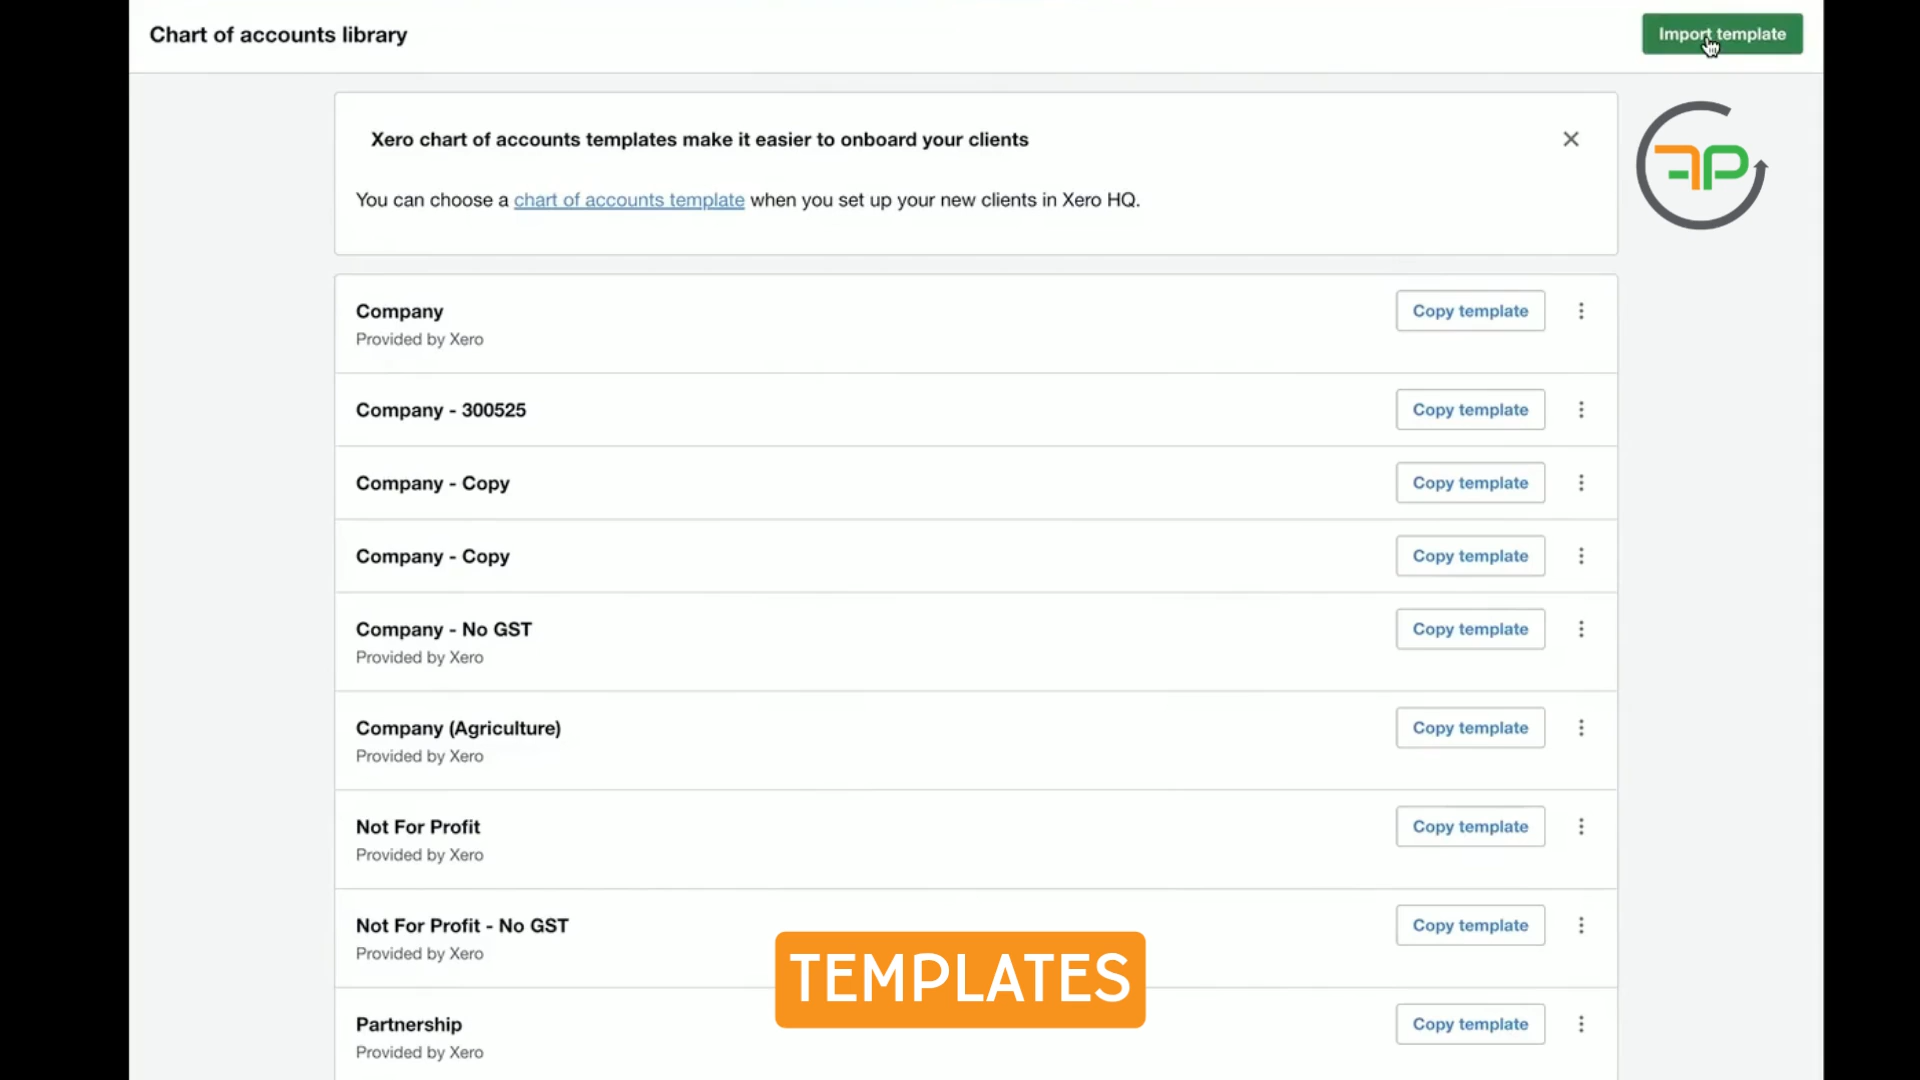 Chart of accounts library
Import template
Xero chart of accounts templates make it easier to onboard your clients
You can choose a chart of accounts template when you set up your new clients in Xero HQ.
FP
Company
Provided by Xero
Copy template
Company - 300525
Copy template
Company - Copy
Copy template
Company - Copy
Copy template
Company - No GST
Provided by Xero
Copy template
Company (Agriculture)
Provided by Xero
Copy template
Not For Profit
Provided by Xero
Copy template
Not For Profit - No GST
Provided by Xero
Copy template
TEMPLATES
Partnership
Provided by Xero
Copy template